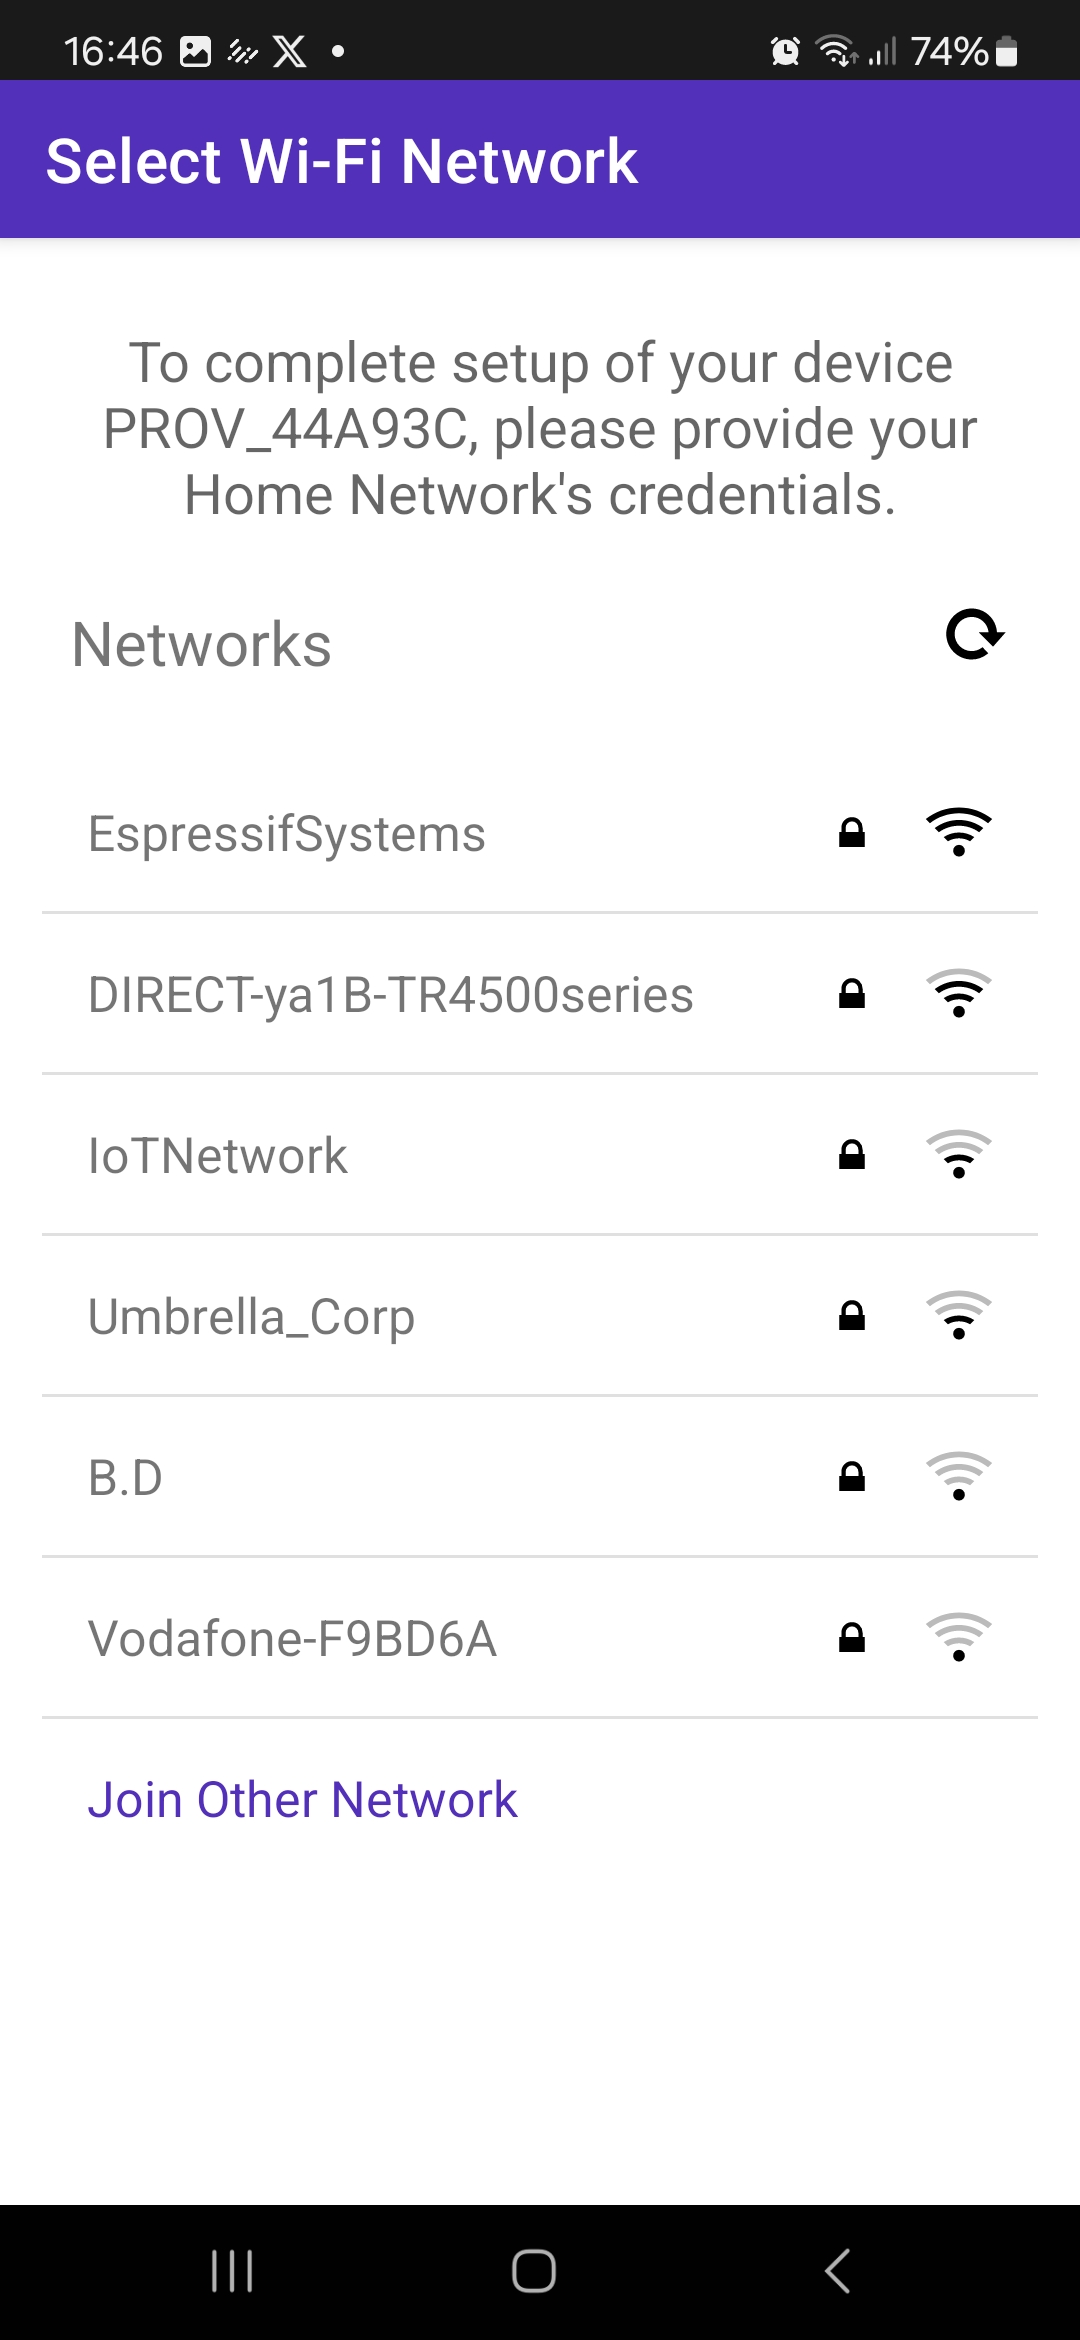 16:46
74%
Select Wi-Fi Network
To complete setup of your device
PROV_44A93C, please provide your
Home Network's credentials.
Networks
EspressifSystems
DIRECT-ya1B-TR4500series
IoTNetwork
Umbrella_Corp
B.D
Vodafone-F9BD6A
Join Other Network